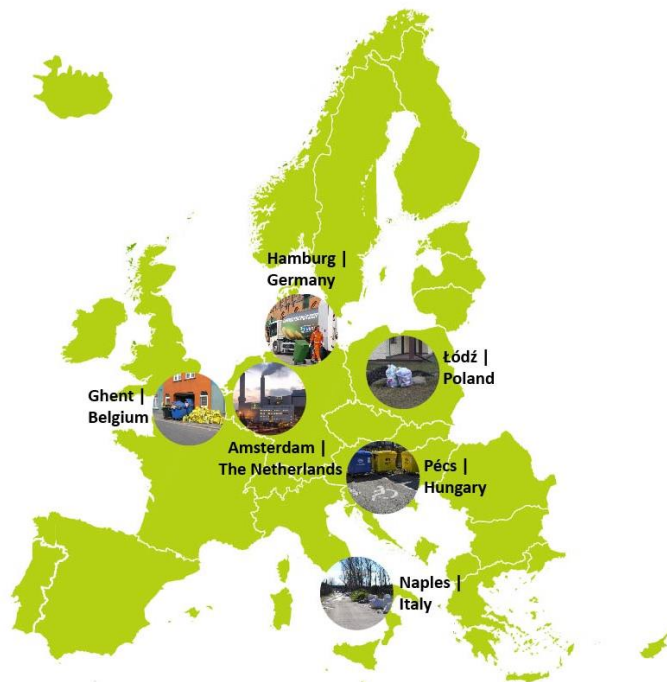 Hamburg |
Germany
Łódź |
Poland
Ghent |
Belgium
Amsterdam |
The Netherlands
Pécs |
Hungary
Naples |
Italy